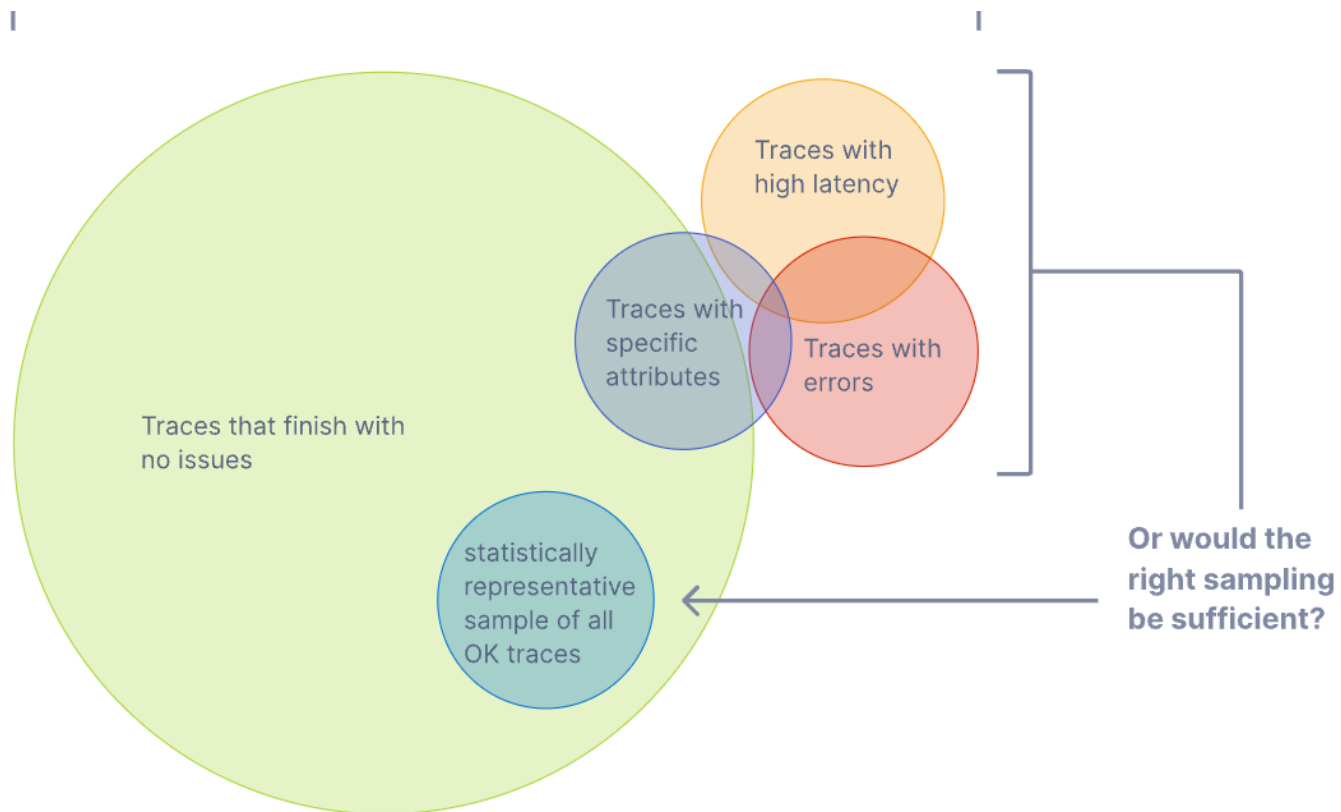 Traces with
high latency
Traces with
specific
attributes
Traces with
errors
Traces that finish with
no issues
statistically
representative
sample of all
OK traces
Or would the
right sampling
be sufficient?